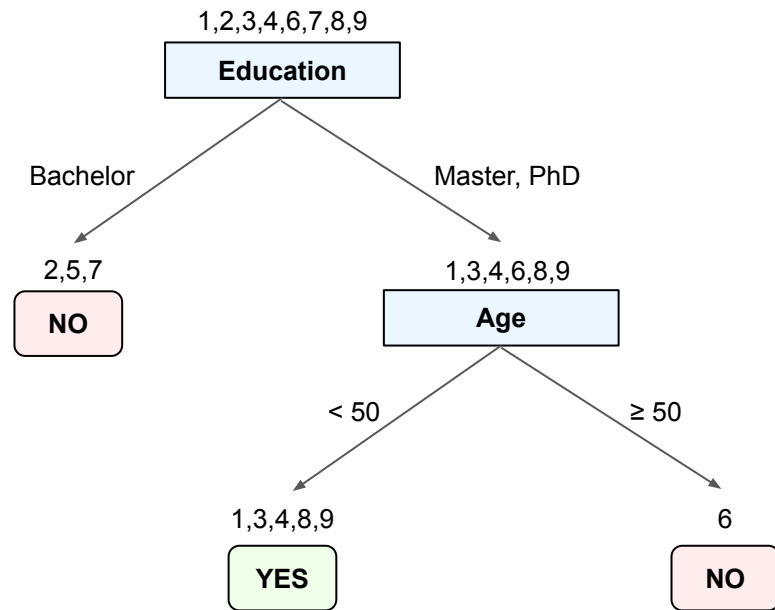 1,2,3,4,6,7,8,9
Education
Bachelor
Master, PhD
2,5,7
NO
1,3,4,6,8,9
Age
< 50
≥ 50
1,3,4,8,9
YES
6
NO